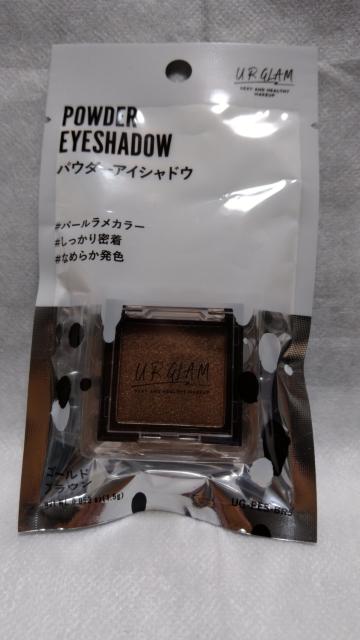 U R GLAM
SEXY AND HEALTHY
MAKEUP
POWDER
EYESHADOW
パウダーアイシャドウ
#パールラメカラー
#しっかり密着
#なめらか発色
U R GLAM
SEXY AND HEALTHY MAKEUP
ゴールド
ブラウン